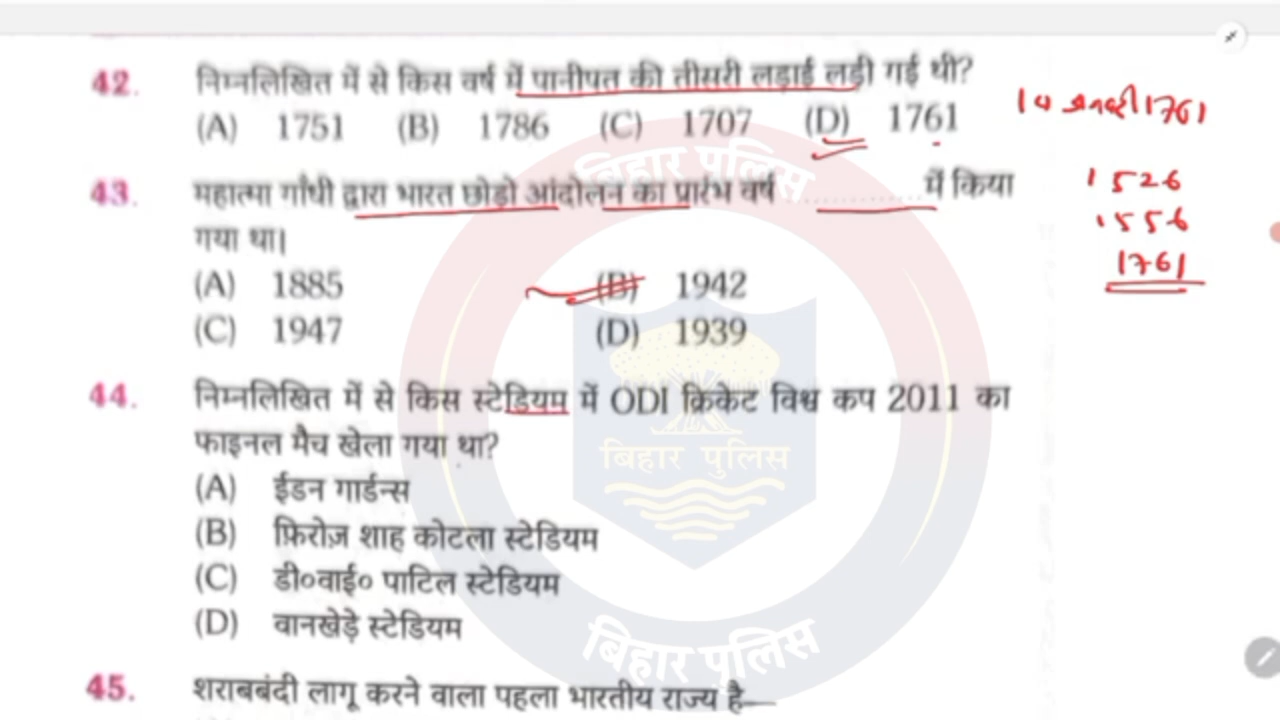 42. निम्नलिखित में से किस वर्ष में पानीपत की तीसरी लड़ाई लड़ी गई थी?
(A) 1751 (B) 1786 (C) 1707 (D) 1761
1761
43. महात्मा गाँधी द्वारा भारत छोड़ो आंदोलन का प्रारंभ वर्ष ............ में किया
गया था।
1526
1556
1761
(A) 1885 (B) 1942
(C) 1947 (D) 1939
44. निम्नलिखित में से किस स्टेडियम में ODI क्रिकेट विश्व कप 2011 का
फाइनल मैच खेला गया था?
(A) ईडन गार्डन्स
(B) फ़िरोज़ शाह कोटला स्टेडियम
(C) डी०वाई० पाटिल स्टेडियम
(D) वानखेड़े स्टेडियम
45. शराबबंदी लागू करने वाला पहला भारतीय राज्य है—
बिहार पुलिस
बिहार पुलिस
बिहार पुलिस